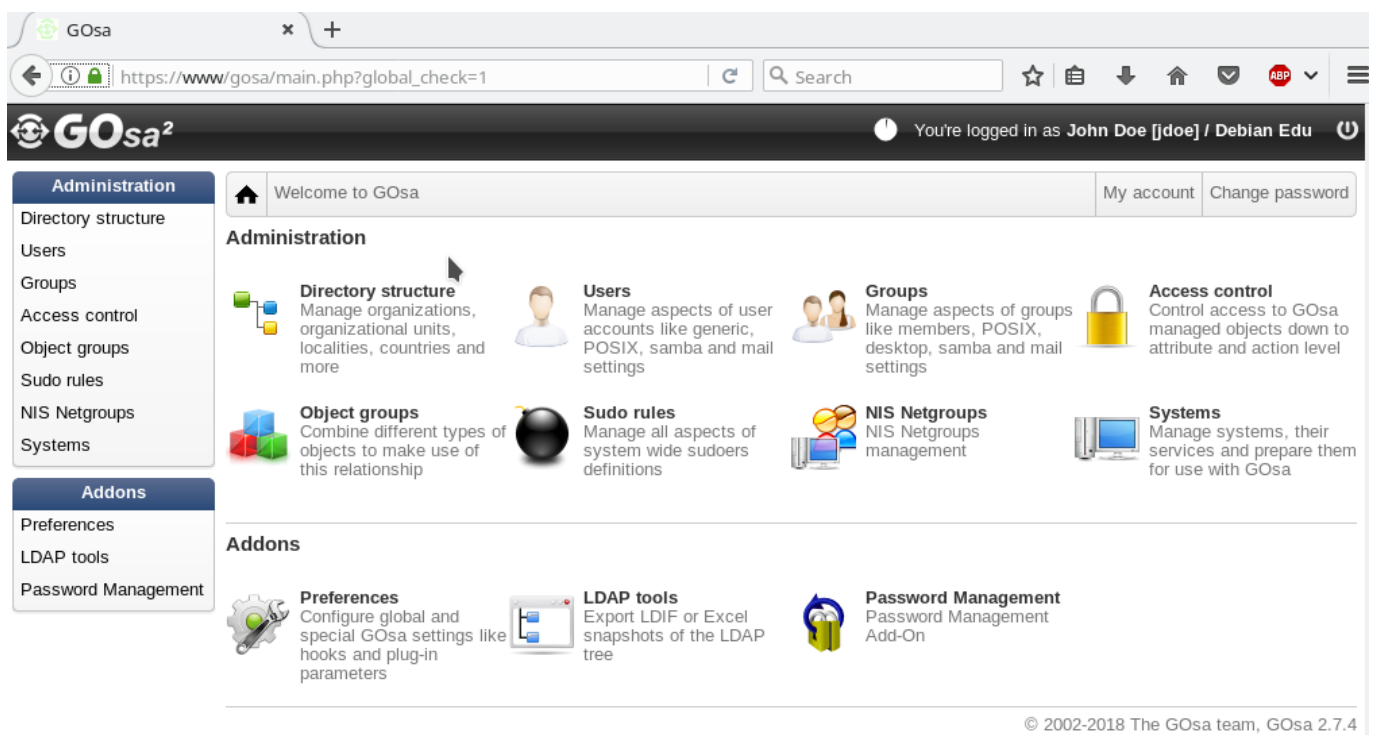 GOsa
https://www/gosa/main.php?global_check=1
Search
ABP
GOsa²
You're logged in as John Doe [jdoe] / Debian Edu
Administration
Directory structure
Users
Groups
Access control
Object groups
Sudo rules
NIS Netgroups
Systems
Addons
Preferences
LDAP tools
Password Management
Welcome to GOsa
My account
Change password
Administration
Directory structure
Manage organizations,
organizational units,
localities, countries and
more
Users
Manage aspects of user
accounts like generic,
POSIX, samba and mail
settings
Groups
Manage aspects of groups
like members, POSIX,
desktop, samba and mail
settings
Access control
Control access to GOsa
managed objects down to
attribute and action level
Object groups
Combine different types of
objects to make use of
this relationship
Sudo rules
Manage all aspects of
system wide sudoers
definitions
NIS Netgroups
NIS Netgroups
management
Systems
Manage systems, their
services and prepare them
for use with GOsa
Addons
Preferences
Configure global and
special GOsa settings like
hooks and plug-in
parameters
LDAP tools
Export LDIF or Excel
snapshots of the LDAP
tree
Password Management
Password Management
Add-On
© 2002-2018 The GOsa team, GOsa 2.7.4